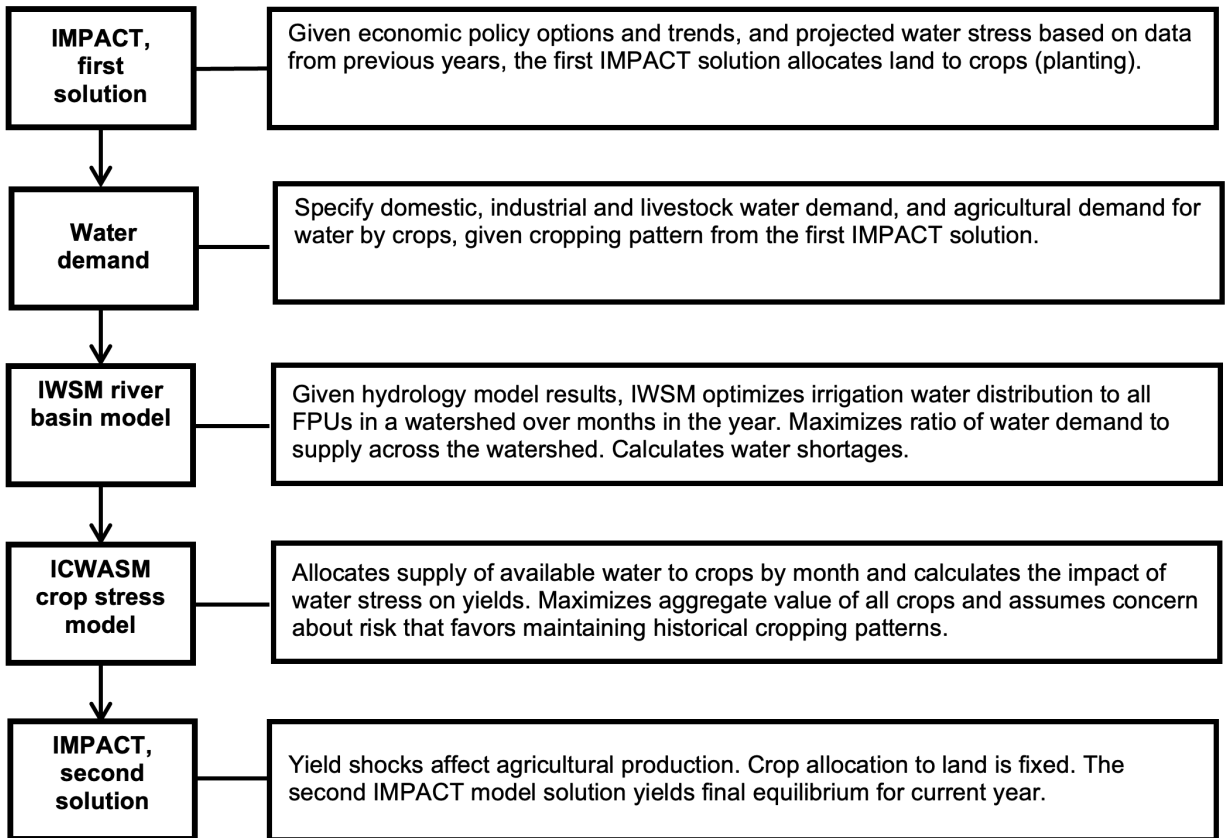 IMPACT,
first
solution
Given economic policy options and trends, and projected water stress based on data
from previous years, the first IMPACT solution allocates land to crops (planting).
Water
demand
Specify domestic, industrial and livestock water demand, and agricultural demand for
water by crops, given cropping pattern from the first IMPACT solution.
IWSM river
basin model
Given hydrology model results, IWSM optimizes irrigation water distribution to all
FPUs in a watershed over months in the year. Maximizes ratio of water demand to
supply across the watershed. Calculates water shortages.
ICWASM
crop stress
model
Allocates supply of available water to crops by month and calculates the impact of
water stress on yields. Maximizes aggregate value of all crops and assumes concern
about risk that favors maintaining historical cropping patterns.
IMPACT,
second
solution
Yield shocks affect agricultural production. Crop allocation to land is fixed. The
second IMPACT model solution yields final equilibrium for current year.